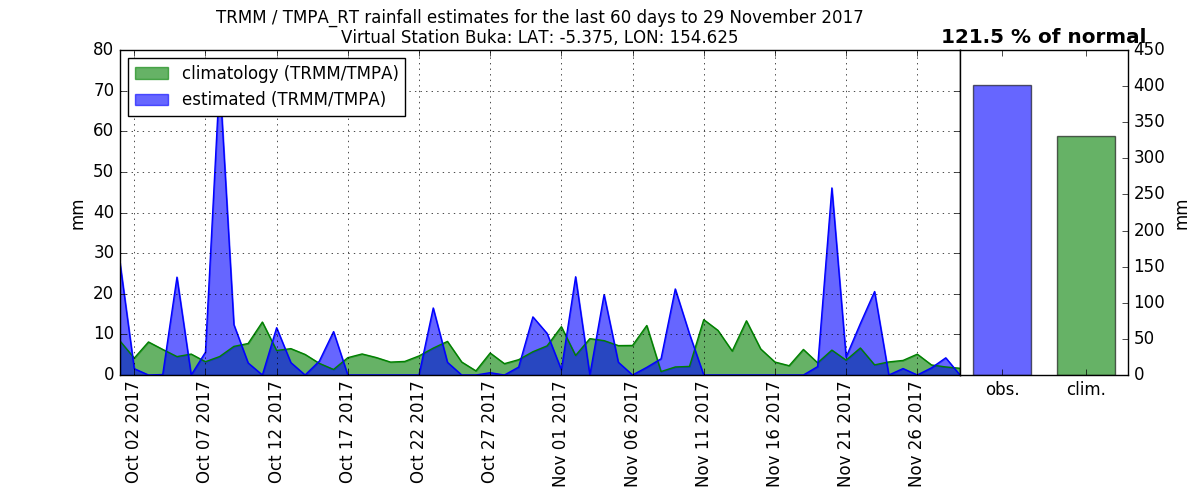 TRMM / TMPA_RT rainfall estimates for the last 60 days to 29 November 2017
Virtual Station Buka: LAT: -5.375, LON: 154.625
121.5 % of normal
climatology (TRMM/TMPA)
estimated (TRMM/TMPA)
mm
80
70
60
50
40
30
20
10
0
Oct 02 2017
Oct 07 2017
Oct 12 2017
Oct 17 2017
Oct 22 2017
Oct 27 2017
Nov 01 2017
Nov 06 2017
Nov 11 2017
Nov 16 2017
Nov 21 2017
Nov 26 2017
obs.
clim.
450
400
350
300
250
200
150
100
50
0
mm